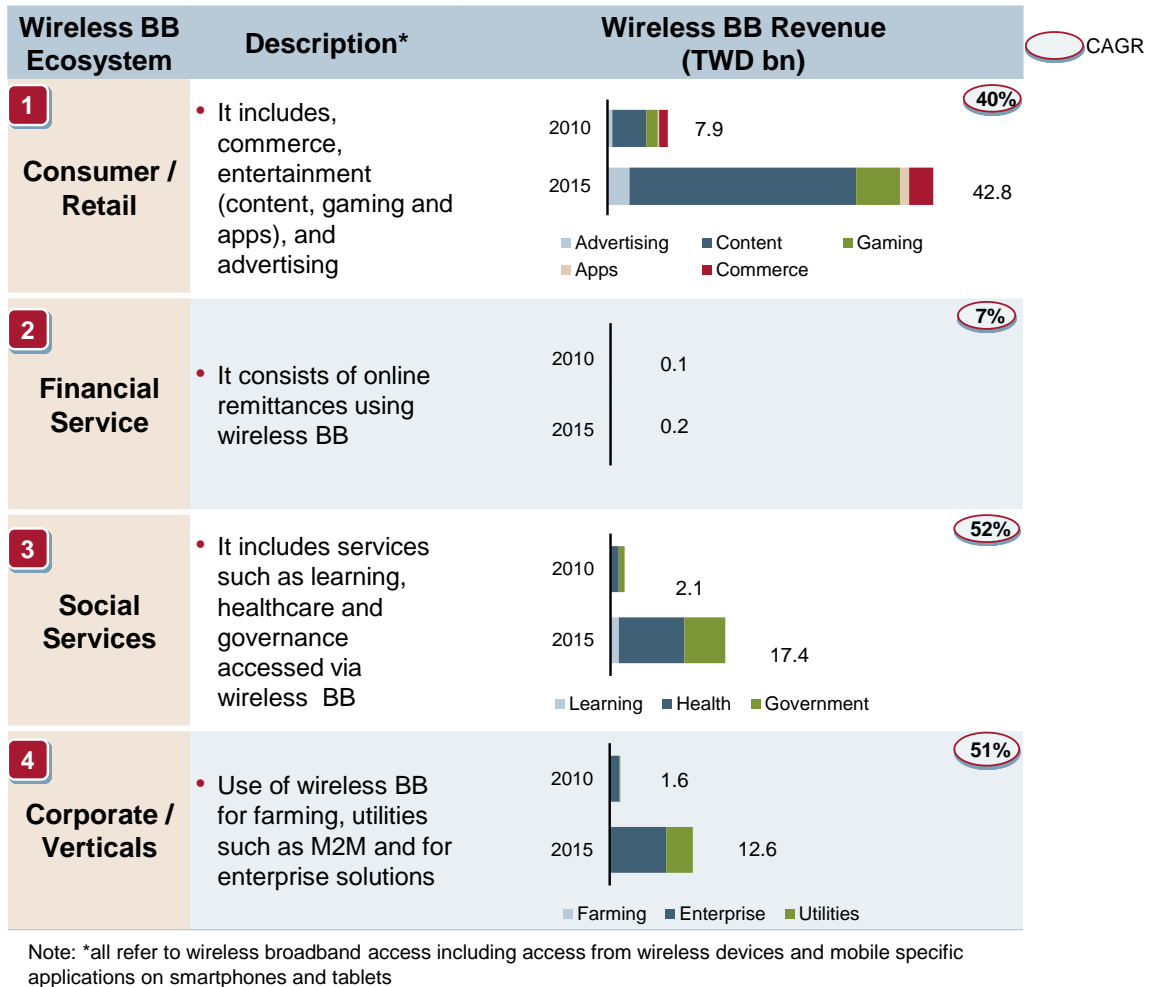 Wireless BB
Ecosystem
Description*
Wireless BB Revenue
(TWD bn)
CAGR
1
Consumer /
Retail
• It includes,
commerce,
entertainment
(content, gaming and
apps), and
advertising
40%
2010
7.9
2015
42.8
Advertising Content Gaming
Apps Commerce
2
Financial
Service
• It consists of online
remittances using
wireless BB
7%
2010
0.1
2015
0.2
3
Social
Services
• It includes services
such as learning,
healthcare and
governance
accessed via
wireless BB
52%
2010
2.1
2015
17.4
Learning Health Government
4
Corporate /
Verticals
• Use of wireless BB
for farming, utilities
such as M2M and for
enterprise solutions
51%
2010
1.6
2015
12.6
Farming Enterprise Utilities
Note: *all refer to wireless broadband access including access from wireless devices and mobile specific
applications on smartphones and tablets